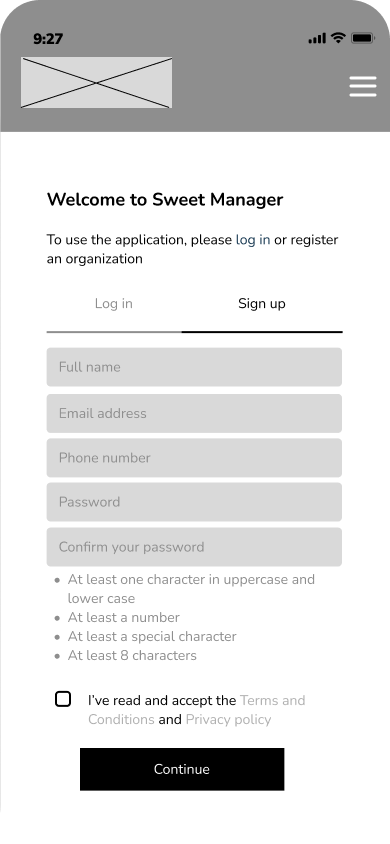 9:27
Welcome to Sweet Manager
To use the application, please log in or register
an organization
Log in
Sign up
Full name
Email address
Phone number
Password
Confirm your password
• At least one character in uppercase and
lower case
• At least a number
• At least a special character
• At least 8 characters
I’ve read and accept the Terms and
Conditions and Privacy policy
Continue